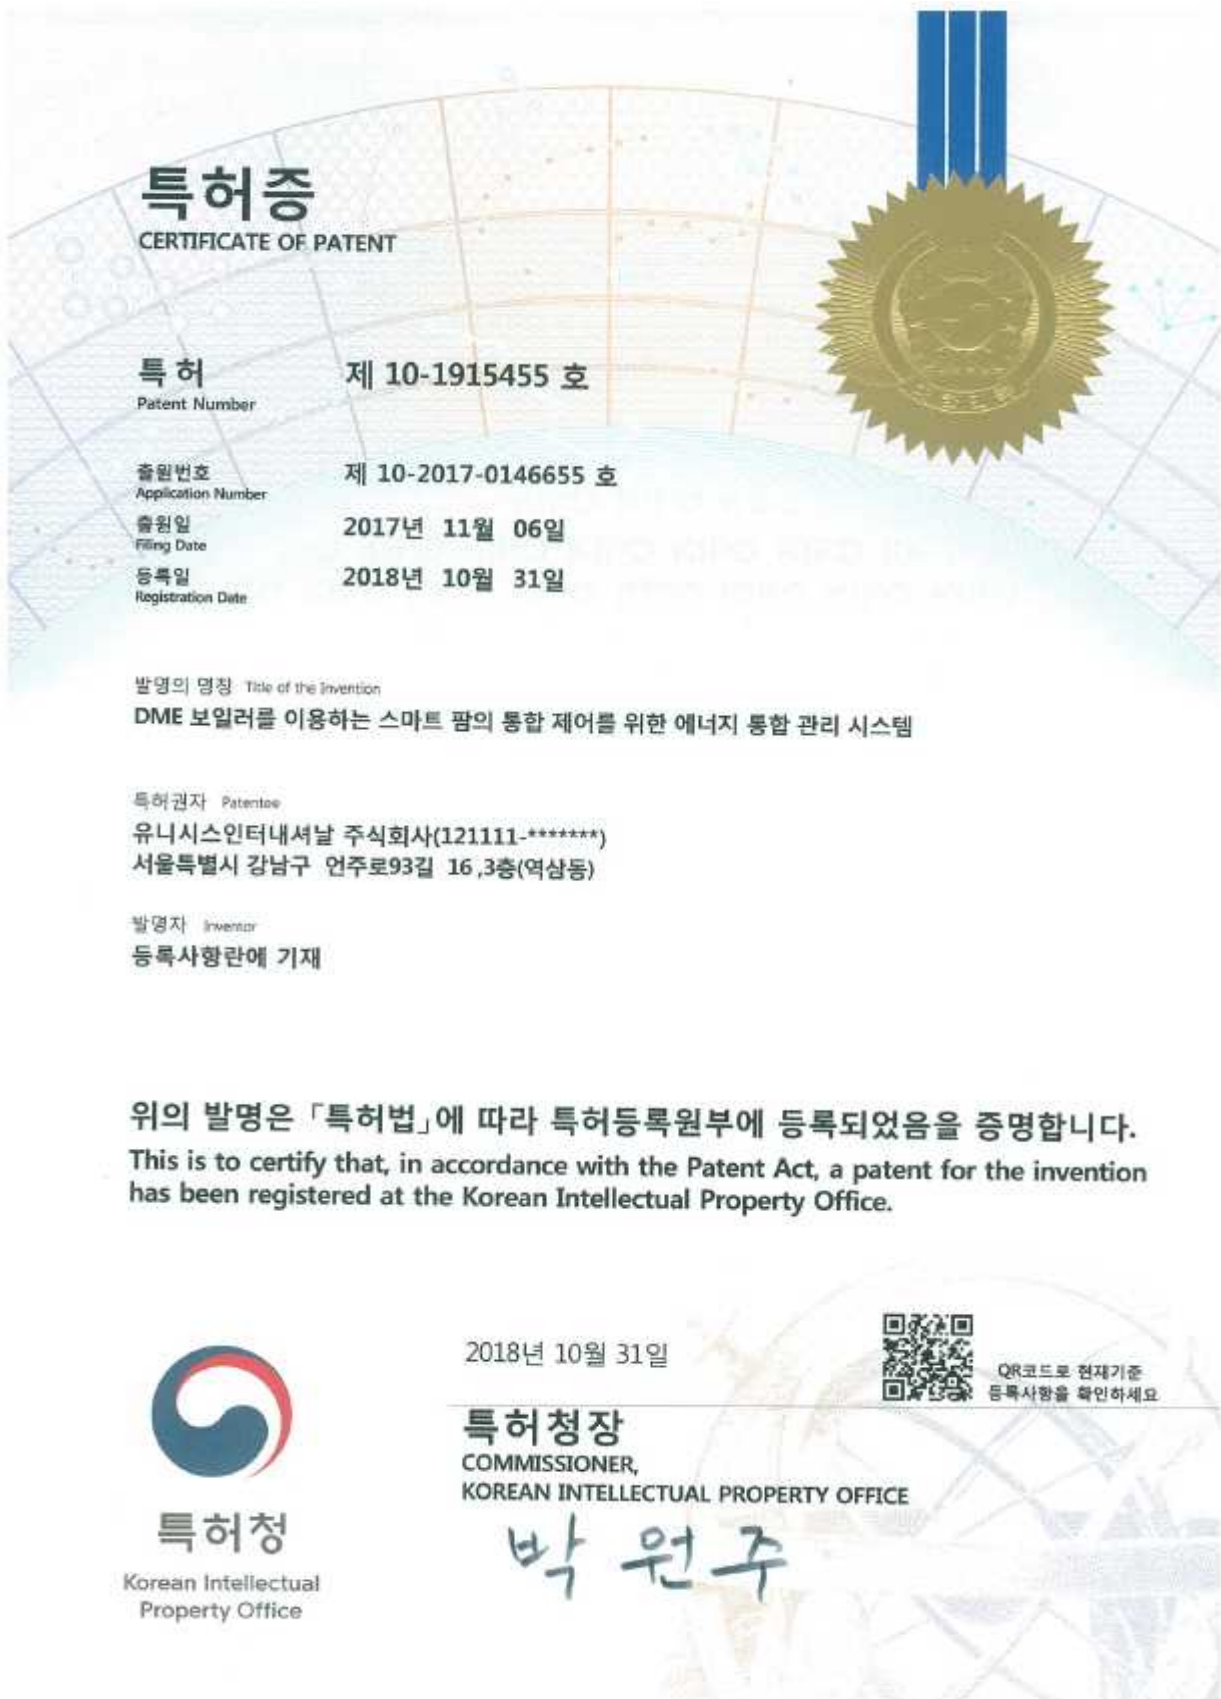 특허증
CERTIFICATE OF PATENT
특 허 제 10-1915455 호
Patent Number
출원번호 제 10-2017-0146655 호
Application Number
출원일 2017년 11월 06일
Filing Date
등록일 2018년 10월 31일
Registration Date
발명의 명칭 Title of the Invention
DME 보일러를 이용하는 스마트 팜의 통합 제어를 위한 에너지 통합 관리 시스템
특허권자 Patentee
유니시스인터내셔날 주식회사(121111-*******)
서울특별시 강남구 언주로93길 16 ,3층(역삼동)
발명자 Inventor
등록사항란에 기재
위의 발명은 「특허법」에 따라 특허등록원부에 등록되었음을 증명합니다.
This is to certify that, in accordance with the Patent Act, a patent for the invention
has been registered at the Korean Intellectual Property Office.
2018년 10월 31일
QR코드로 현재기준
등록사항을 확인하세요
특허청장
COMMISSIONER,
KOREAN INTELLECTUAL PROPERTY OFFICE
박원주
특허청
Korean Intellectual
Property Office